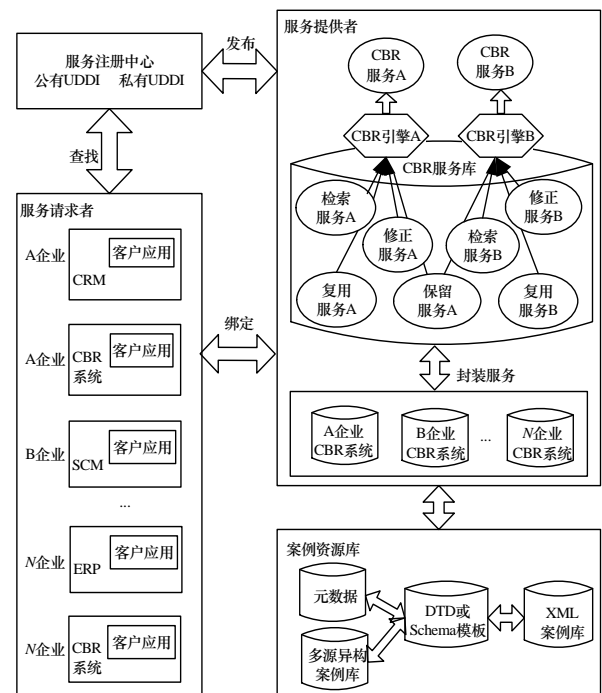 服务注册中心
公有UDDI 私有UDDI
发布
查找
服务请求者
A企业
客户应用
CRM
A企业
CBR
系统
客户应用
B企业
客户应用
SCM
...
N企业
客户应用
ERP
N企业
CBR
系统
客户应用
绑定
服务提供者
CBR
服务A
CBR
服务B
CBR引擎A
CBR引擎B
CBR服务库
检索
服务A
修正
服务B
修正
服务A
检索
服务B
复用
服务A
保留
服务A
复用
服务B
封装服务
A企业
CBR系统
B企业
CBR系统
...
N企业
CBR系统
案例资源库
元数据
多源异构
案例库
DTD或
Schema模板
XML
案例库